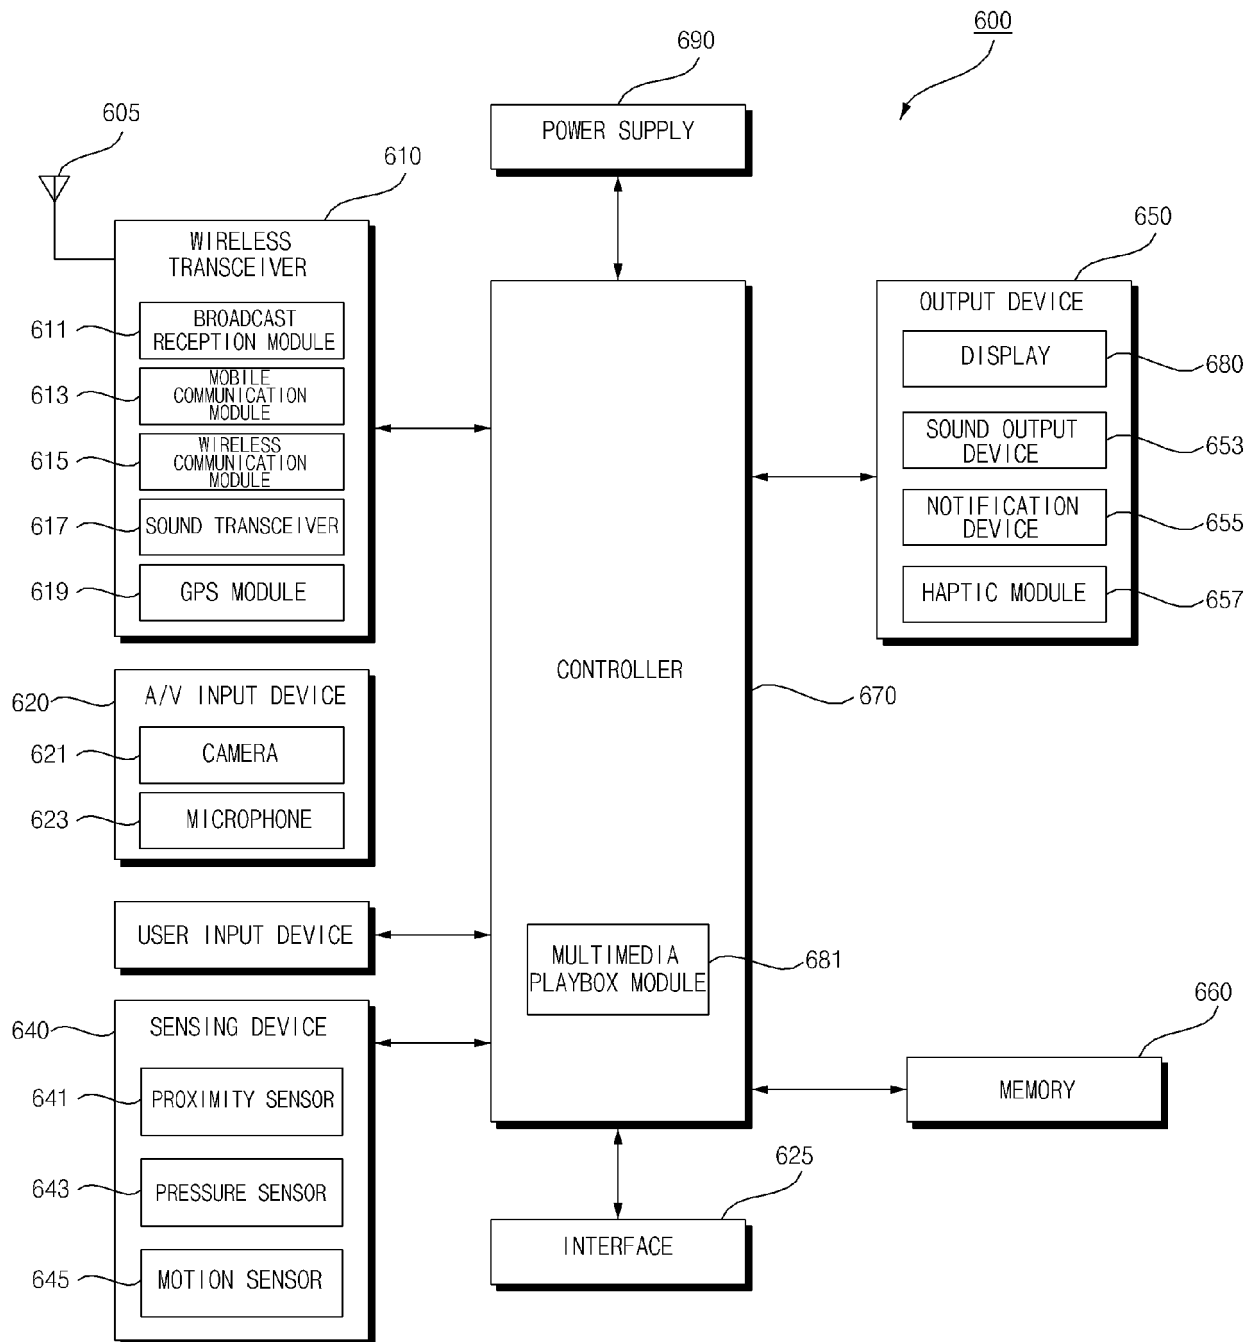 600
690
POWER SUPPLY
605
610
WIRELESS
TRANSCEIVER
611
BROADCAST
RECEPTION MODULE
613
MOBILE
COMMUNICATION
MODULE
615
WIRELESS
COMMUNICATION
MODULE
617
SOUND TRANSCEIVER
619
GPS MODULE
650
OUTPUT DEVICE
DISPLAY
680
SOUND OUTPUT
DEVICE
653
NOTIFICATION
DEVICE
655
HAPTIC MODULE
657
CONTROLLER
670
620
A/V INPUT DEVICE
621
CAMERA
623
MICROPHONE
USER INPUT DEVICE
MULTIMEDIA
PLAYBOX MODULE
681
640
SENSING DEVICE
641
PROXIMITY SENSOR
643
PRESSURE SENSOR
645
MOTION SENSOR
660
MEMORY
625
INTERFACE